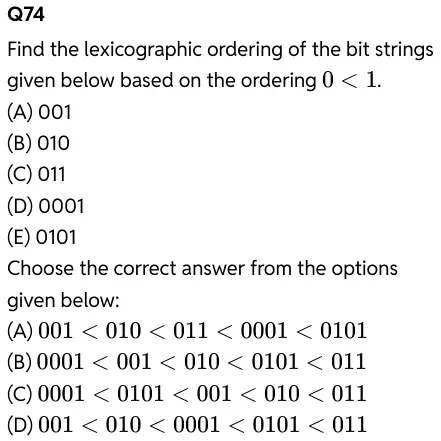 Q74
Find the lexicographic ordering of the bit strings
given below based on the ordering 0 < 1.
(A) 001
(B) 010
(C) 011
(D) 0001
(E) 0101
Choose the correct answer from the options
given below:
(A) 001 < 010 < 011 < 0001 < 0101
(B) 0001 < 001 < 010 < 0101 < 011
(C) 0001 < 0101 < 001 < 010 < 011
(D) 001 < 010 < 0001 < 0101 < 011